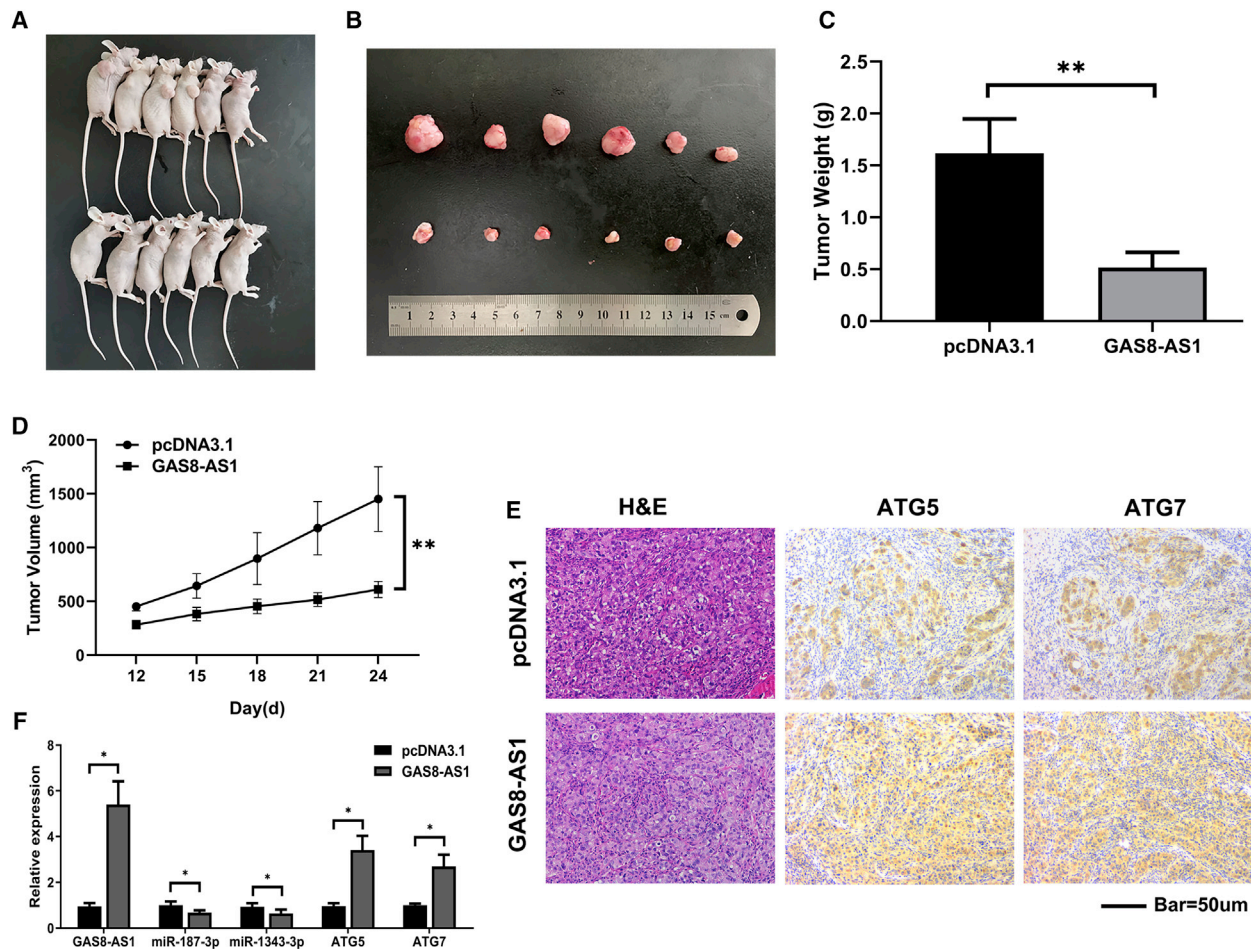 A
B
1 2 3 4 5 6 7 8 9 10 11 12 13 14 15 cm
C
Tumor Weight (g)
2.5
2.0
1.5
1.0
0.5
0.0
**
pcDNA3.1
GAS8-AS1
D
Tumor Volume (mm³)
2000
1500
1000
500
0
pcDNA3.1
GAS8-AS1
**
12 15 18 21 24
Day(d)
E
H&E
ATG5
ATG7
pcDNA3.1
GAS8-AS1
Bar=50um
F
Relative expression
8
6
4
2
0
pcDNA3.1
GAS8-AS1
* * * * *
GAS8-AS1 miR-187-3p miR-1343-3p ATG5 ATG7